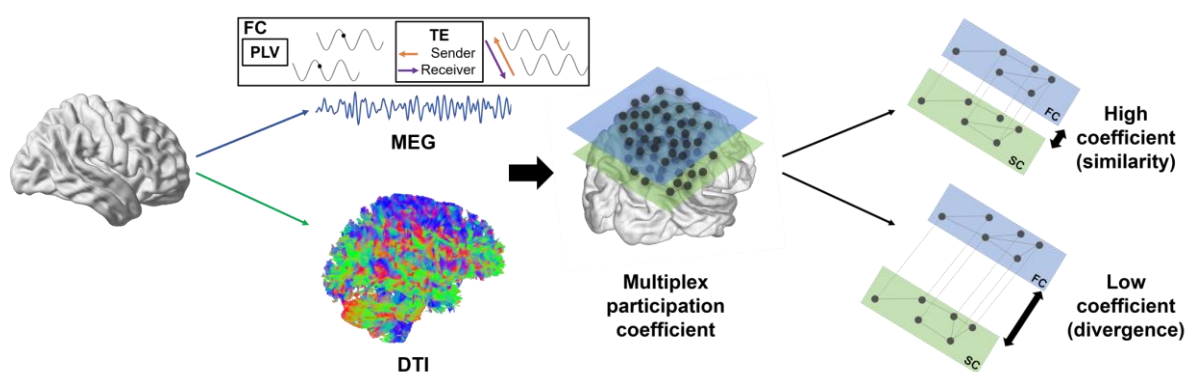 FC
PLV
TE
Sender
Receiver
MEG
DTI
Multiplex
participation
coefficient
FC
SC
High
coefficient
(similarity)
FC
SC
Low
coefficient
(divergence)